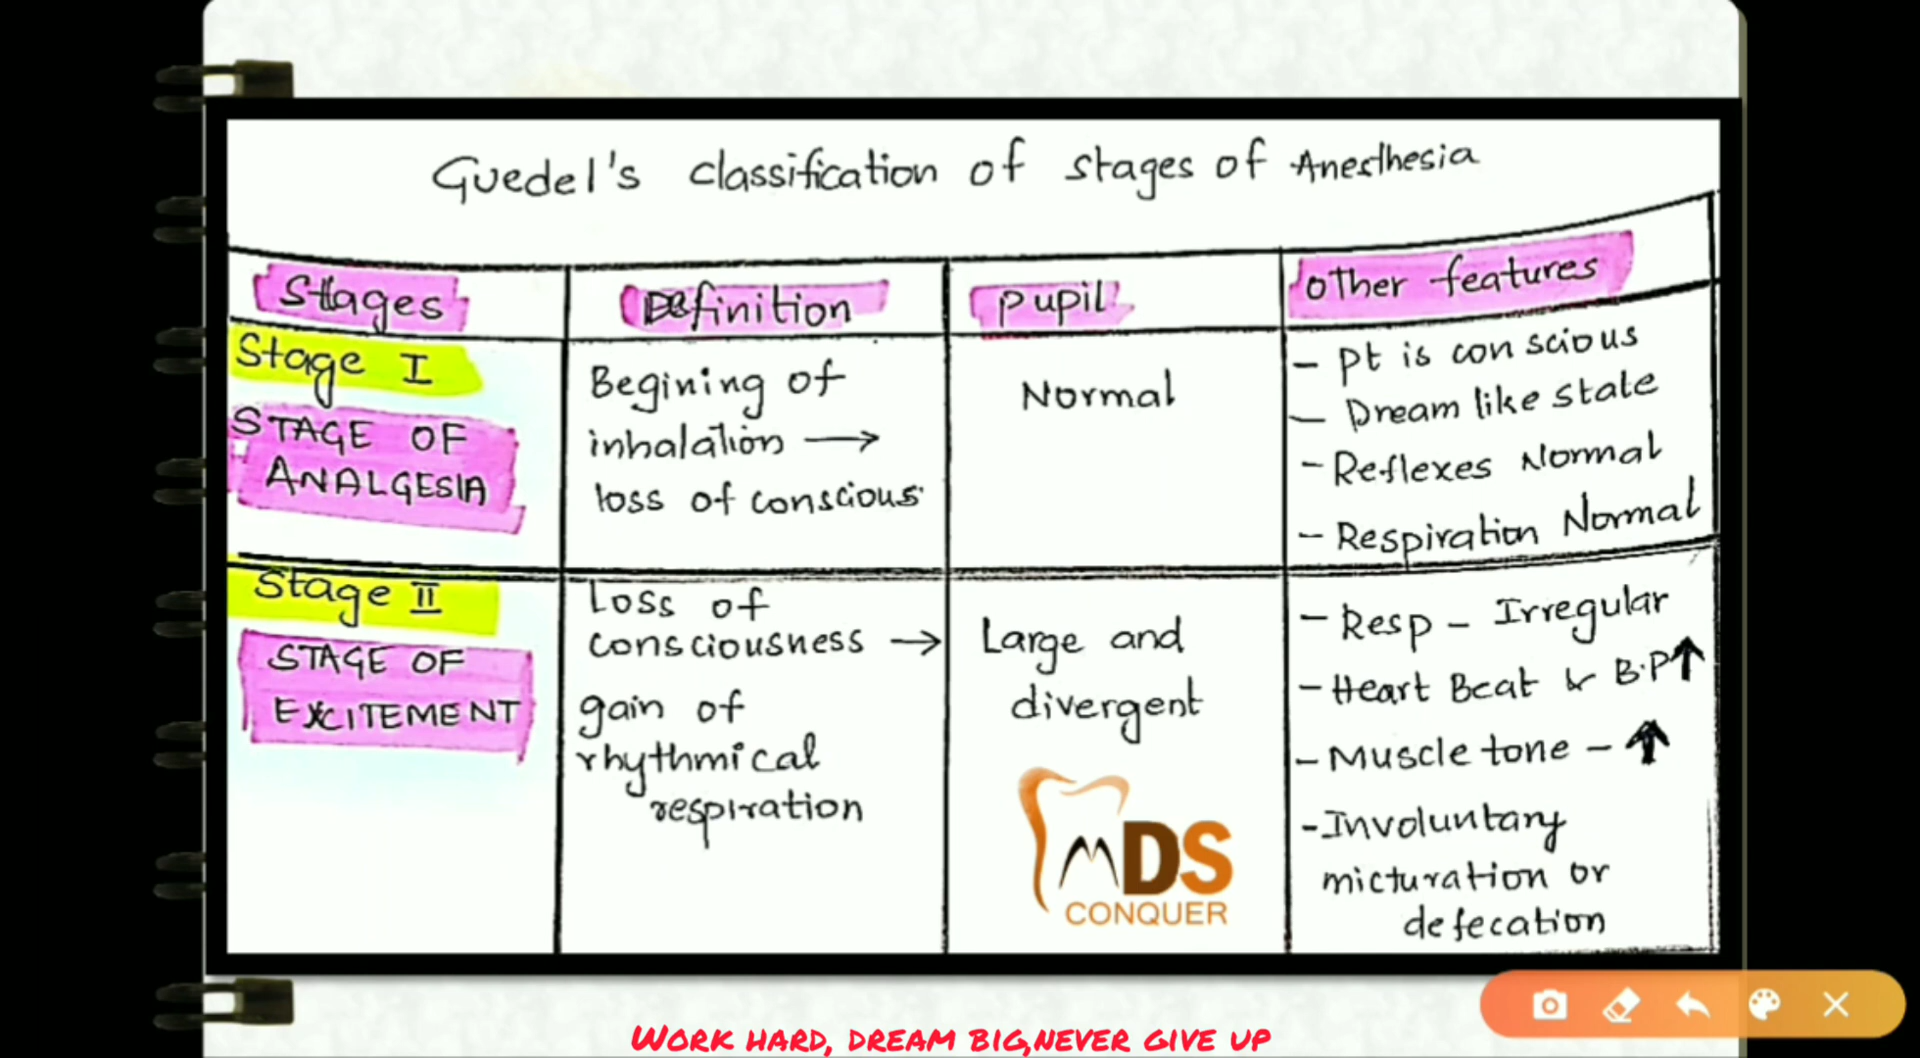 Guedel's classification of stages of Anesthesia
Stages
Definition
Pupil
other features
Stage I
STAGE OF
ANALGESIA
Begining of
inhalation →
loss of conscious
Normal
- Pt is conscious
- Dream like state
- Reflexes Normal
- Respiration Normal
Stage II
STAGE OF
EXCITEMENT
Loss of
consciousness →
gain of
rhythmical
respiration
Large and
divergent
- Resp - Irregular
- Heart Beat & B.P ↑
- Muscle tone - ↑
- Involuntary
micturation or
defecation
MDS
CONQUER
WORK HARD, DREAM BIG,NEVER GIVE UP